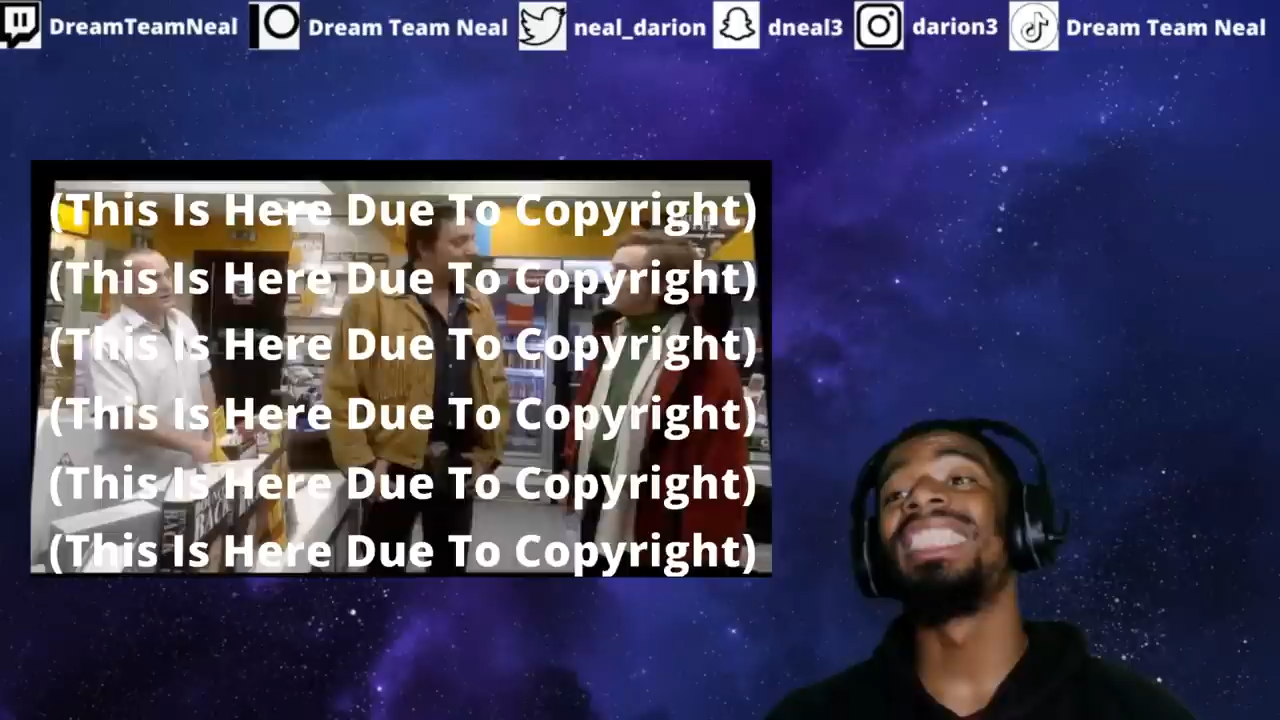 DreamTeamNeal Dream Team Neal neal_darion dneal3 darion3 Dream Team Neal
(This Is Here Due To Copyright)
(This Is Here Due To Copyright)
(This Is Here Due To Copyright)
(This Is Here Due To Copyright)
(This Is Here Due To Copyright)
(This Is Here Due To Copyright)